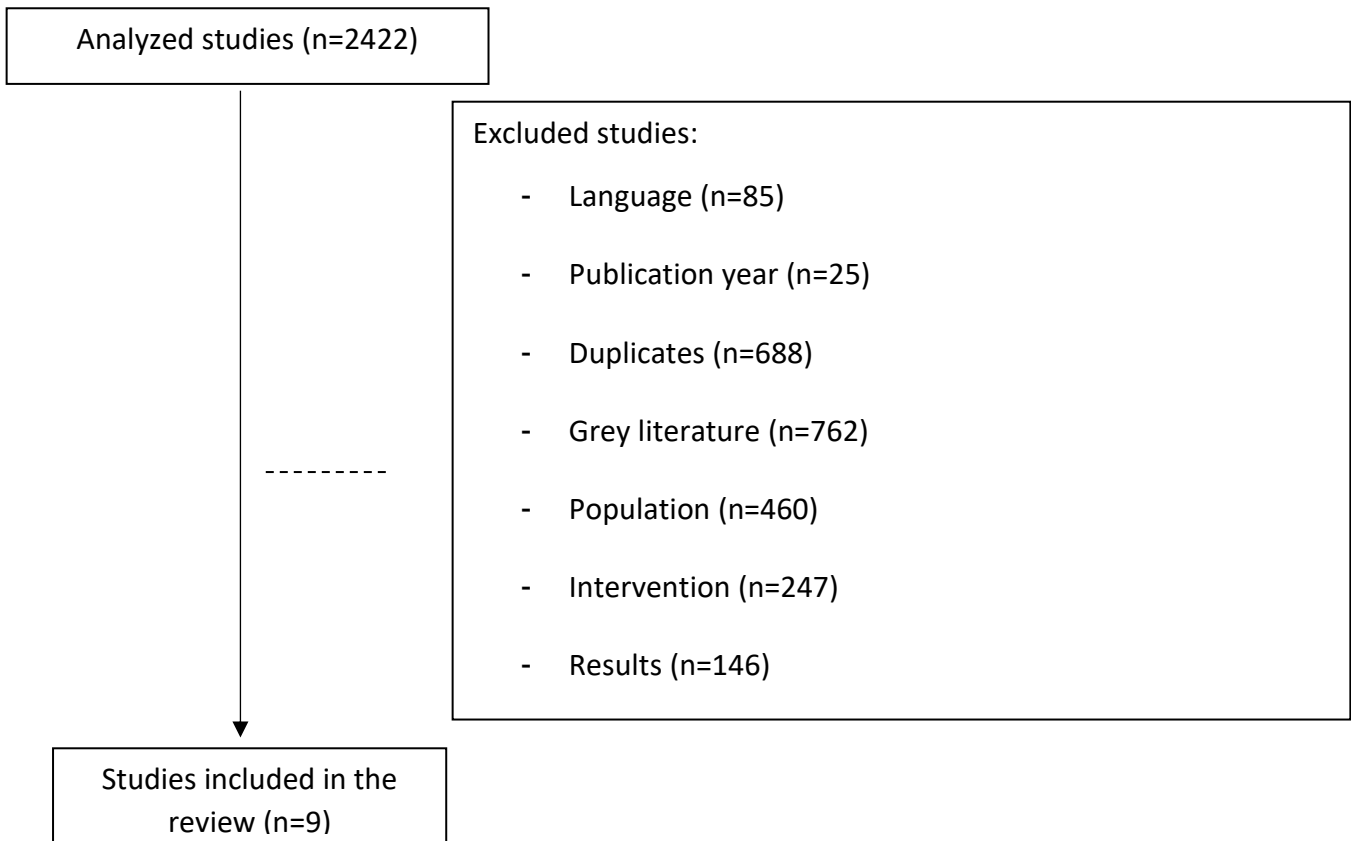 Analyzed studies (n=2422)
Excluded studies:
- Language (n=85)
- Publication year (n=25)
- Duplicates (n=688)
- Grey literature (n=762)
- Population (n=460)
- Intervention (n=247)
- Results (n=146)
Studies included in the
review (n=9)